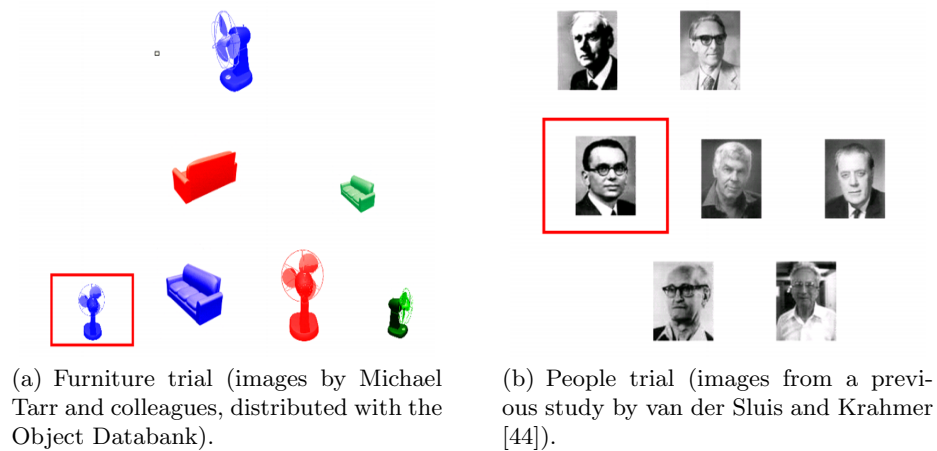 (a) Furniture trial (images by Michael
Tarr and colleagues, distributed with the
Object Databank).
(b) People trial (images from a previ-
ous study by van der Sluis and Krahmer
[44]).